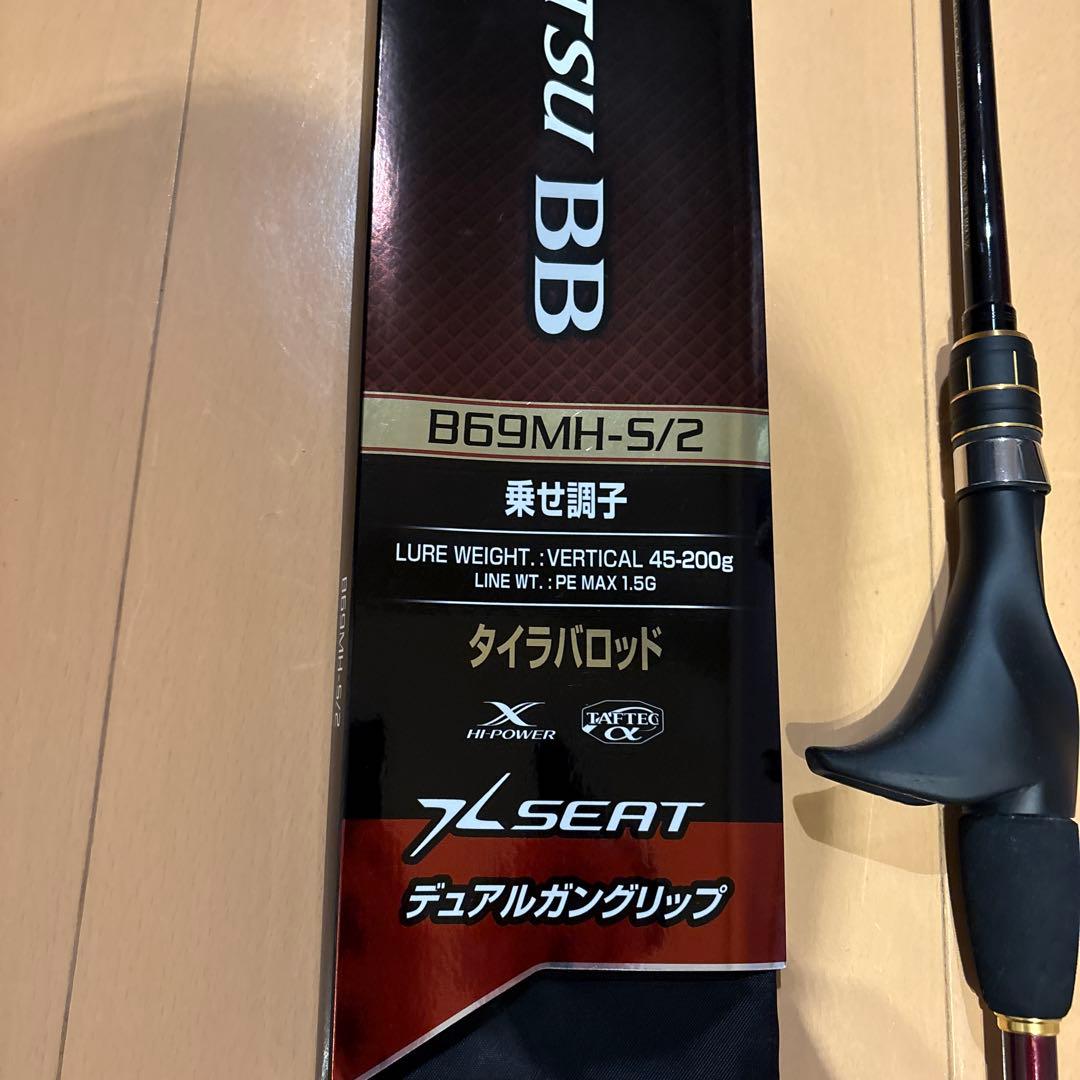 TSU BB
B69MH-S/2
乗せ調子
LURE WEIGHT.:VERTICAL 45-200g
LINE WT.:PE MAX 1.5G
タイラバロッド
X HI-POWER
TAFTEC α
SEAT
デュアルガングリップ
B69MH-S/2